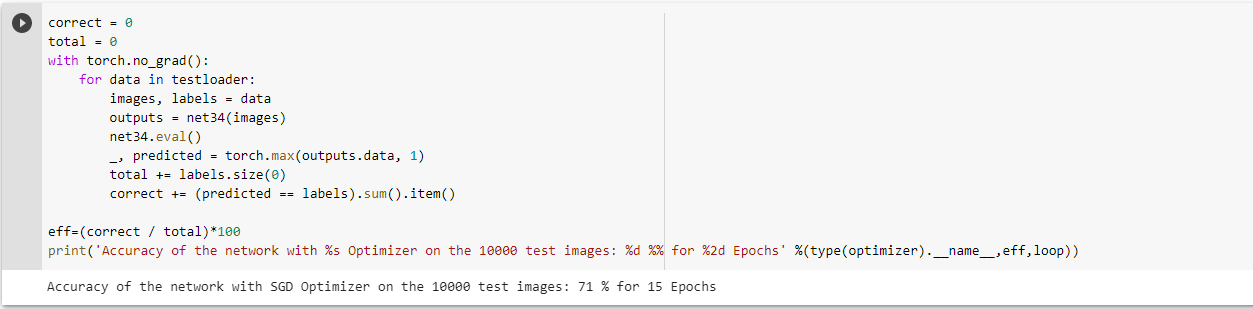 correct = 0
total = 0
with torch.no_grad():
    for data in testloader:
        images, labels = data
        outputs = net34(images)
        net34.eval()
        _, predicted = torch.max(outputs.data, 1)
        total += labels.size(0)
        correct += (predicted == labels).sum().item()
eff=(correct / total)*100
print('Accuracy of the network with %s Optimizer on the 10000 test images: %d %% for %2d Epochs' %(type(optimizer).__name__,eff,loop))
Accuracy of the network with SGD Optimizer on the 10000 test images: 71 % for 15 Epochs